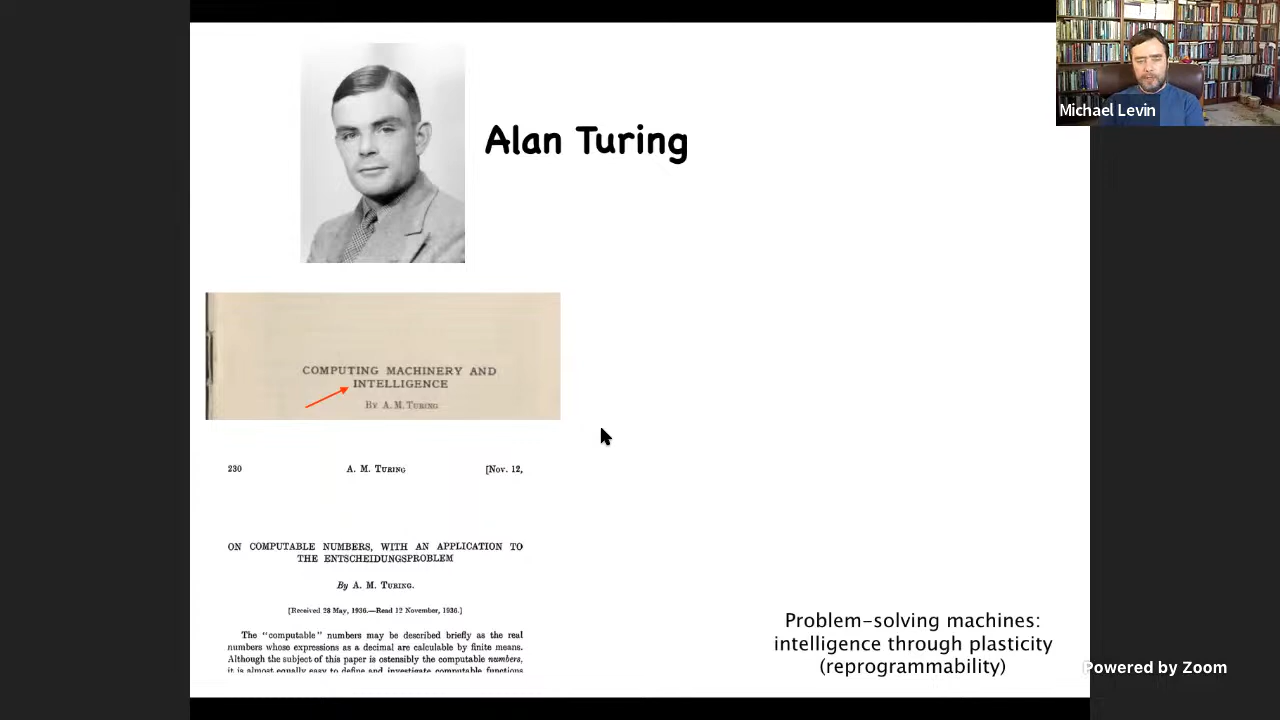 Michael Levin
Alan Turing
COMPUTING MACHINERY AND
INTELLIGENCE
BY A. M. TURING
230 A. M. TURING [Nov. 12,
ON COMPUTABLE NUMBERS, WITH AN APPLICATION TO
THE ENTSCHEIDUNGSPROBLEM
By A. M. TURING.
[Received 28 May, 1936.—Read 12 November, 1936.]
The "computable" numbers may be described briefly as the real
numbers whose expressions as a decimal are calculable by finite means.
Although the subject of this paper is ostensibly the computable numbers,
it is almost equally easy to define and investigate computable functions
Problem-solving machines:
intelligence through plasticity
(reprogrammability)
Powered by Zoom